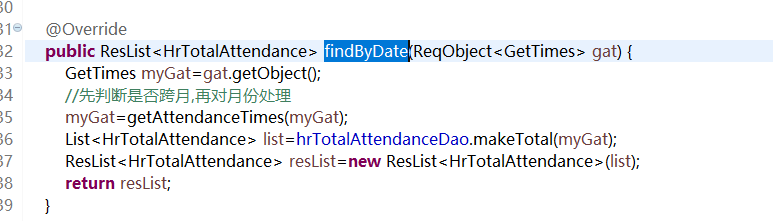 30
31 @Override
32 public ResList<HrTotalAttendance> findByDate(ReqObject<GetTimes> gat) {
33 GetTimes myGat=gat.getObject();
34 //先判断是否跨月,再对月份处理
35 myGat=getAttendanceTimes(myGat);
36 List<HrTotalAttendance> list=hrTotalAttendanceDao.makeTotal(myGat);
37 ResList<HrTotalAttendance> resList=new ResList<HrTotalAttendance>(list);
38 return resList;
39 }